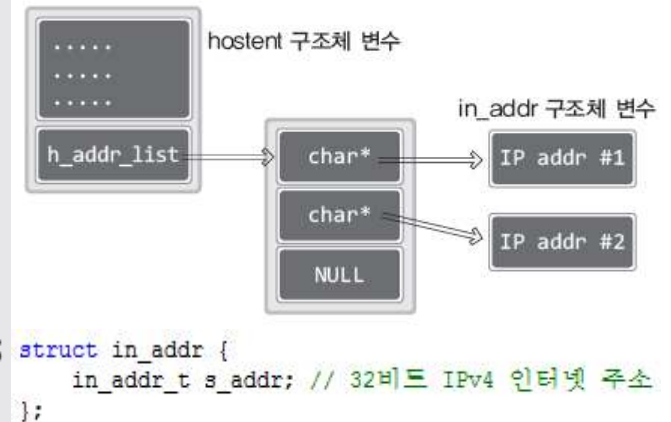 .....
.....
.....
hostent 구조체 변수
in_addr 구조체 변수
h_addr_list
char*
IP addr #1
char*
IP addr #2
NULL
struct in_addr {
in_addr_t s_addr; // 32비트 IPv4 인터넷 주소
};